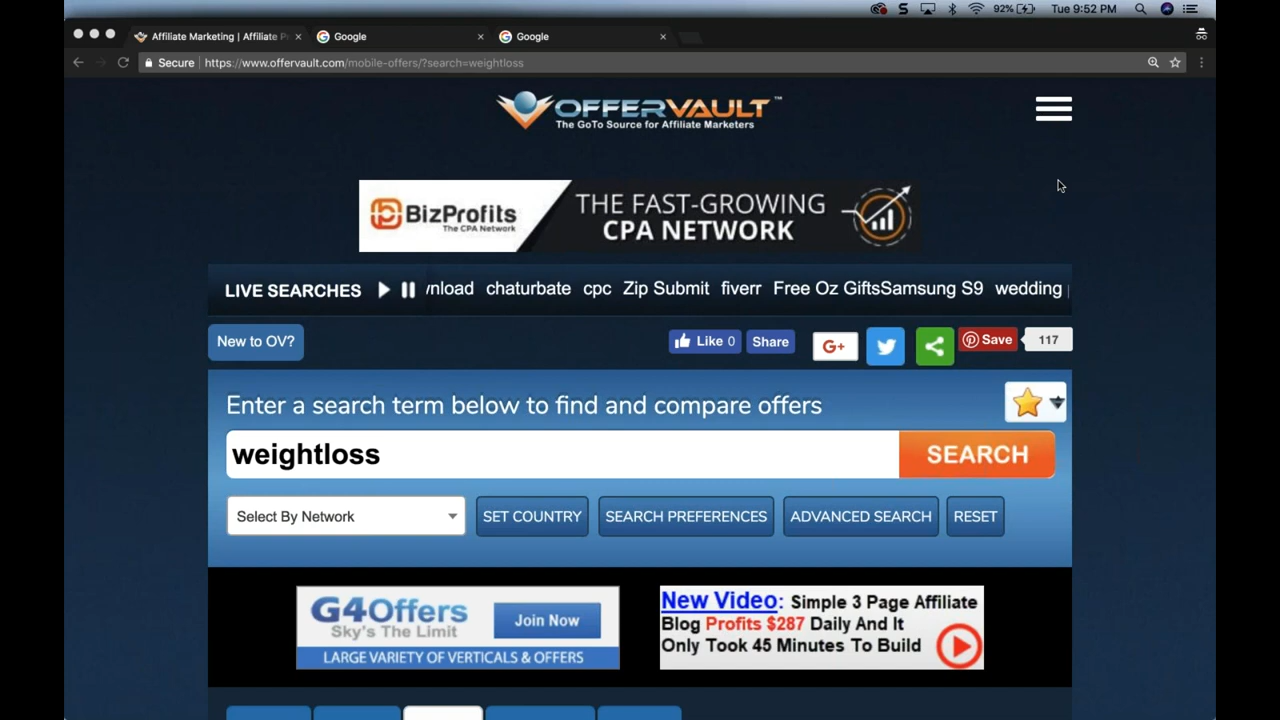 92% Tue 9:52 PM
Affiliate Marketing | Affiliate Pr
Google
Google
Secure https://www.offervault.com/mobile-offers/?search=weightloss
OFFERVAULT™
The GoTo Source for Affiliate Marketers
BizProfits
The CPA Network
THE FAST-GROWING
CPA NETWORK
LIVE SEARCHES
chaturbate cpc Zip Submit fiverr Free Oz GiftsSamsung S9 wedding
New to OV?
Like 0
Share
G+
Save
117
Enter a search term below to find and compare offers
weightloss
SEARCH
Select By Network
SET COUNTRY
SEARCH PREFERENCES
ADVANCED SEARCH
RESET
G4Offers
Sky's The Limit
Join Now
LARGE VARIETY OF VERTICALS & OFFERS
New Video: Simple 3 Page Affiliate
Blog Profits $287 Daily And It
Only Took 45 Minutes To Build